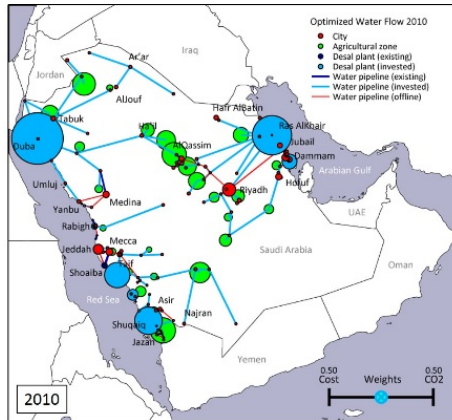 Optimized Water Flow 2010
City
Agricultural zone
Desal plant (existing)
Desal plant (invested)
Water pipeline (existing)
Water pipeline (invested)
Water pipeline (offline)
Iraq
Ar'ar
Jordan
AlJouf
Tabuk
Hafr AlBatin
Ha'il
Ras AlKhair
Duba
AlQassim
Jubail
Dammam
Arabian Gulf
Umluj
Riyadh
Hofuf
Yanbu
Medina
UAE
Rabigh
Saudi Arabia
Jeddah
Mecca
Oman
Shoaiba
Taif
Red Sea
Asir
Shuqaiq
Najran
Jazan
Yemen
0.50
Cost
Weights
0.50
CO2
2010